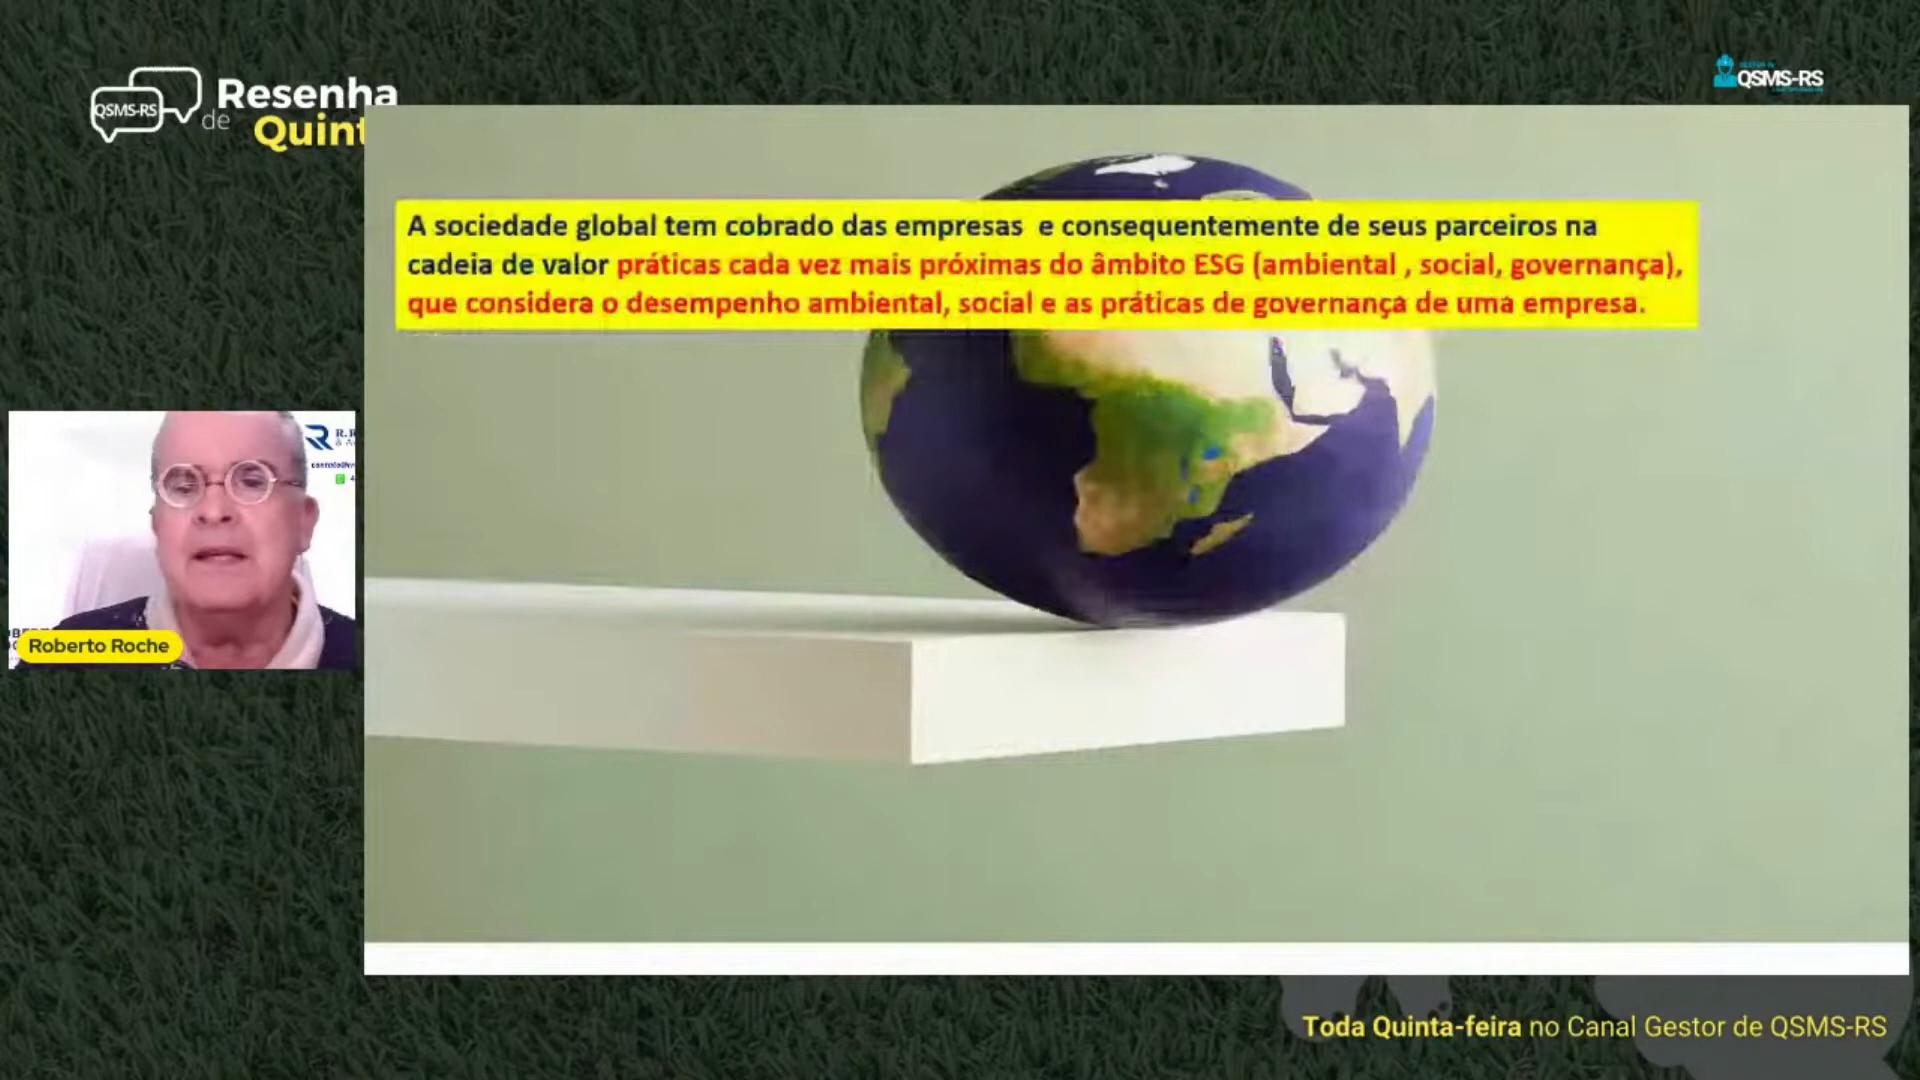 QSMS-RS
Resenha
de
Quint
QSMS-RS
A sociedade global tem cobrado das empresas e consequentemente de seus parceiros na
cadeia de valor práticas cada vez mais próximas do âmbito ESG (ambiental , social, governança),
que considera o desempenho ambiental, social e as práticas de governança de uma empresa.
Roberto Roche
Toda Quinta-feira no Canal Gestor de QSMS-RS